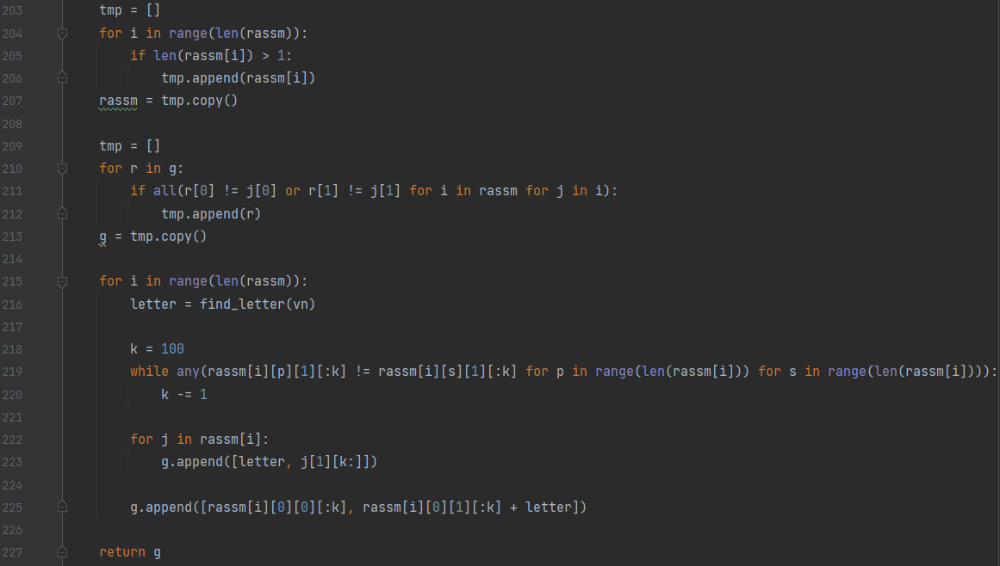 203 tmp = []
204 for i in range(len(rassm)):
205 if len(rassm[i]) > 1:
206 tmp.append(rassm[i])
207 rassm = tmp.copy()
208
209 tmp = []
210 for r in g:
211 if all(r[0] != j[0] or r[1] != j[1] for i in rassm for j in i):
212 tmp.append(r)
213 g = tmp.copy()
214
215 for i in range(len(rassm)):
216 letter = find_letter(vn)
217
218 k = 100
219 while any(rassm[i][p][1][:k] != rassm[i][s][1][:k] for p in range(len(rassm[i])) for s in range(len(rassm[i]))):
220 k -= 1
221
222 for j in rassm[i]:
223 g.append([letter, j[1][k:]])
224
225 g.append([rassm[i][0][0][:k], rassm[i][0][1][:k] + letter])
226
227 return g